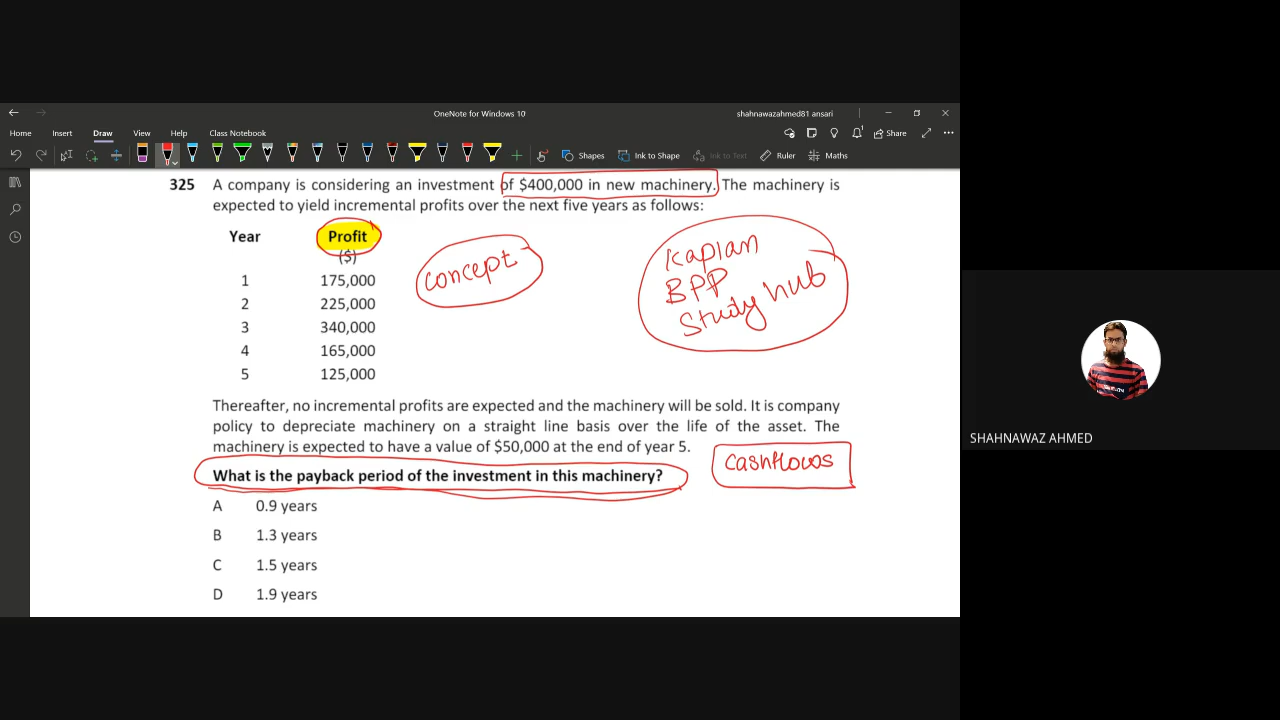 OneNote for Windows 10
shahnawazahmed81 ansari
Home Insert Draw View Help Class Notebook
Share
Shapes Ink to Shape Ink to Text Ruler Maths
325 A company is considering an investment of $400,000 in new machinery. The machinery is
expected to yield incremental profits over the next five years as follows:
Year Profit
($)
1 175,000
2 225,000
3 340,000
4 165,000
5 125,000
concept
Kaplan
BPP
Study hub
Thereafter, no incremental profits are expected and the machinery will be sold. It is company
policy to depreciate machinery on a straight line basis over the life of the asset. The
machinery is expected to have a value of $50,000 at the end of year 5.
Cashflows
What is the payback period of the investment in this machinery?
A 0.9 years
B 1.3 years
C 1.5 years
D 1.9 years
SHAHNAWAZ AHMED